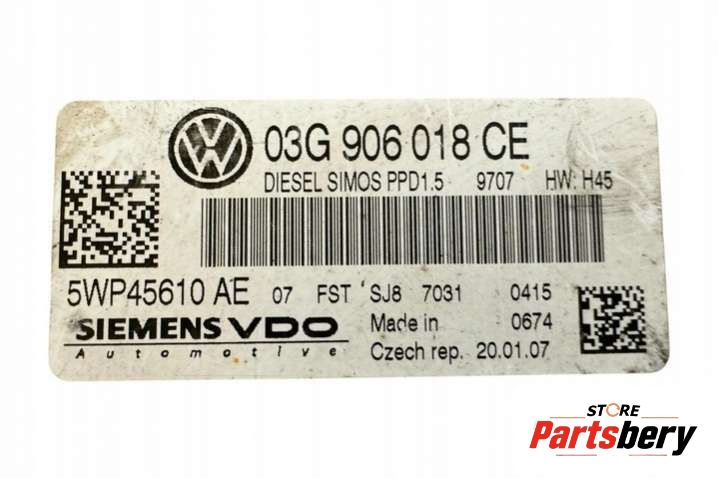 03G 906 018 CE
DIESEL SIMOS PPD1.5 9707 HW: H45
5WP45610 AE 07 FST SJ8 7031 0415
SIEMENS VDO Made in 0674
Automotive Czech rep. 20.01.07
STORE
Partsbery